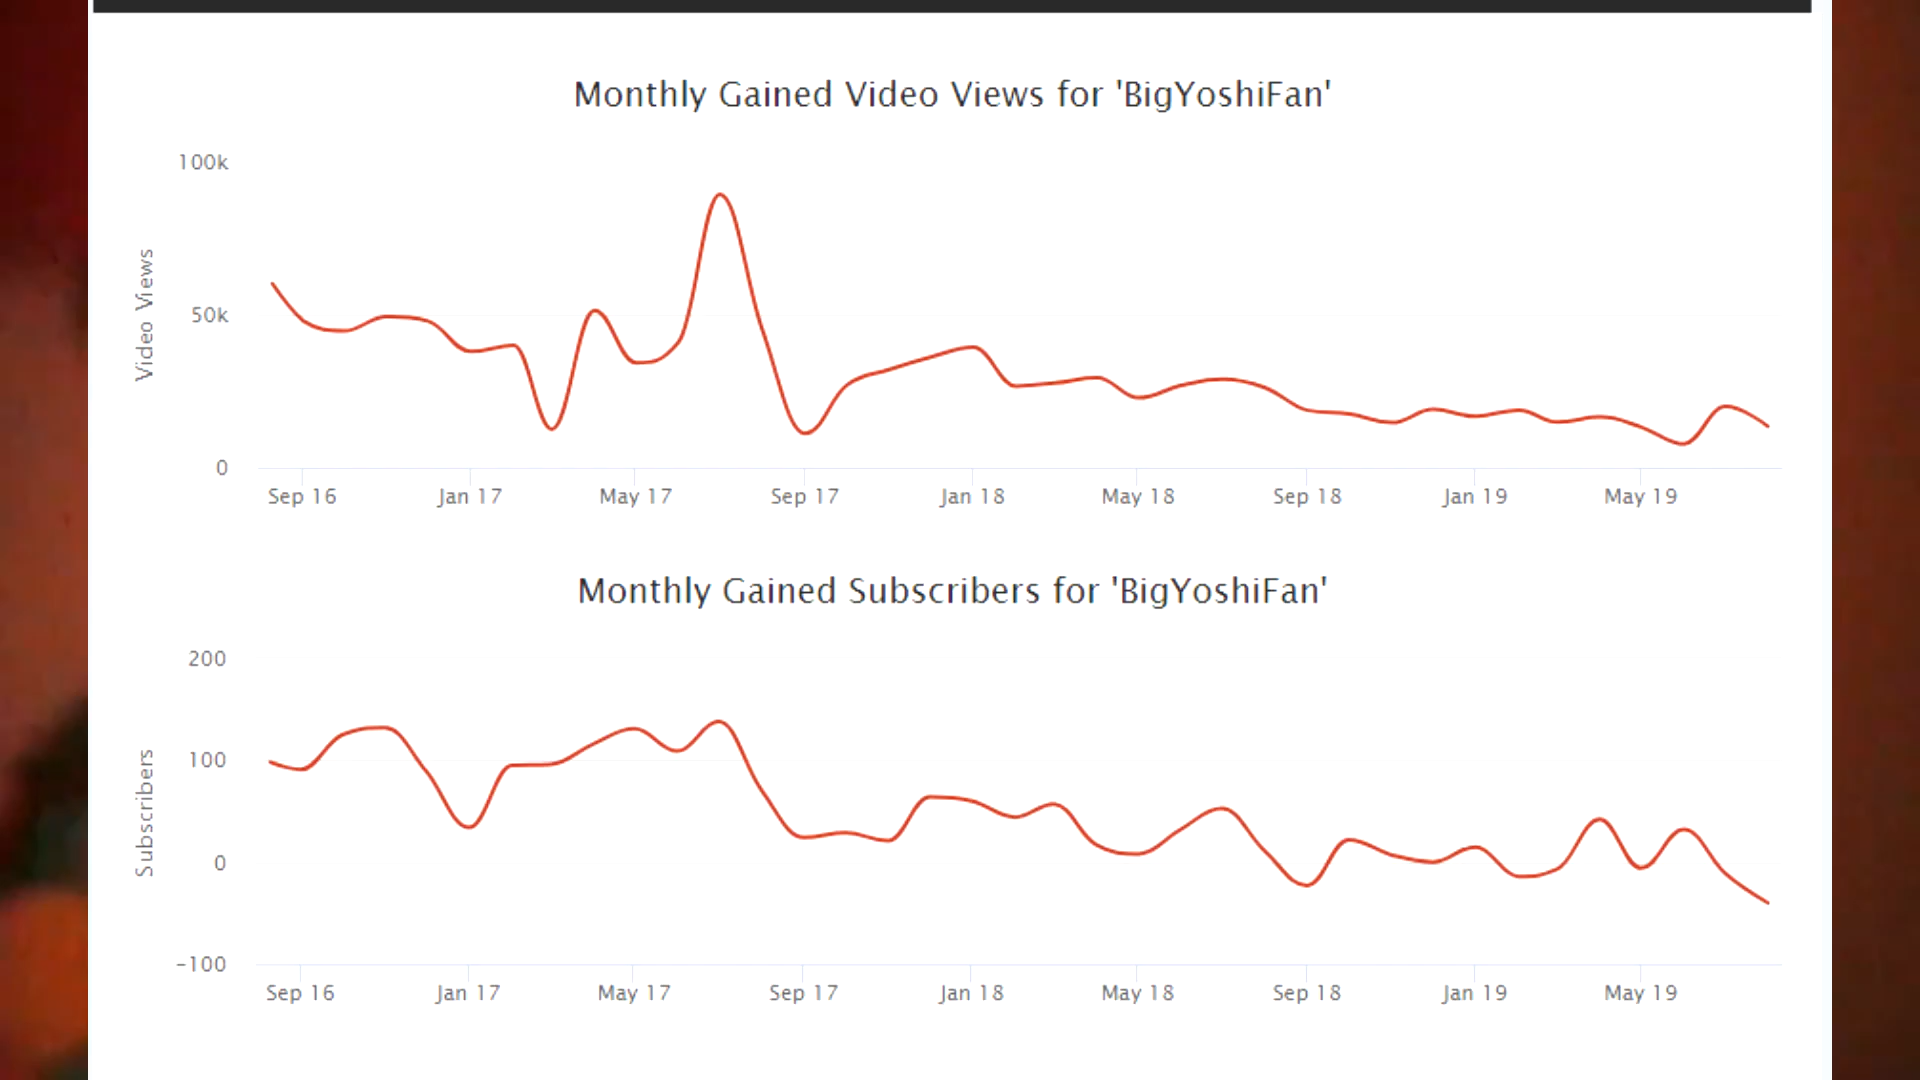 Monthly Gained Video Views for 'BigYoshiFan'
100k
50k
0
Video Views
Sep 16 Jan 17 May 17 Sep 17 Jan 18 May 18 Sep 18 Jan 19 May 19
Monthly Gained Subscribers for 'BigYoshiFan'
200
100
0
-100
Subscribers
Sep 16 Jan 17 May 17 Sep 17 Jan 18 May 18 Sep 18 Jan 19 May 19